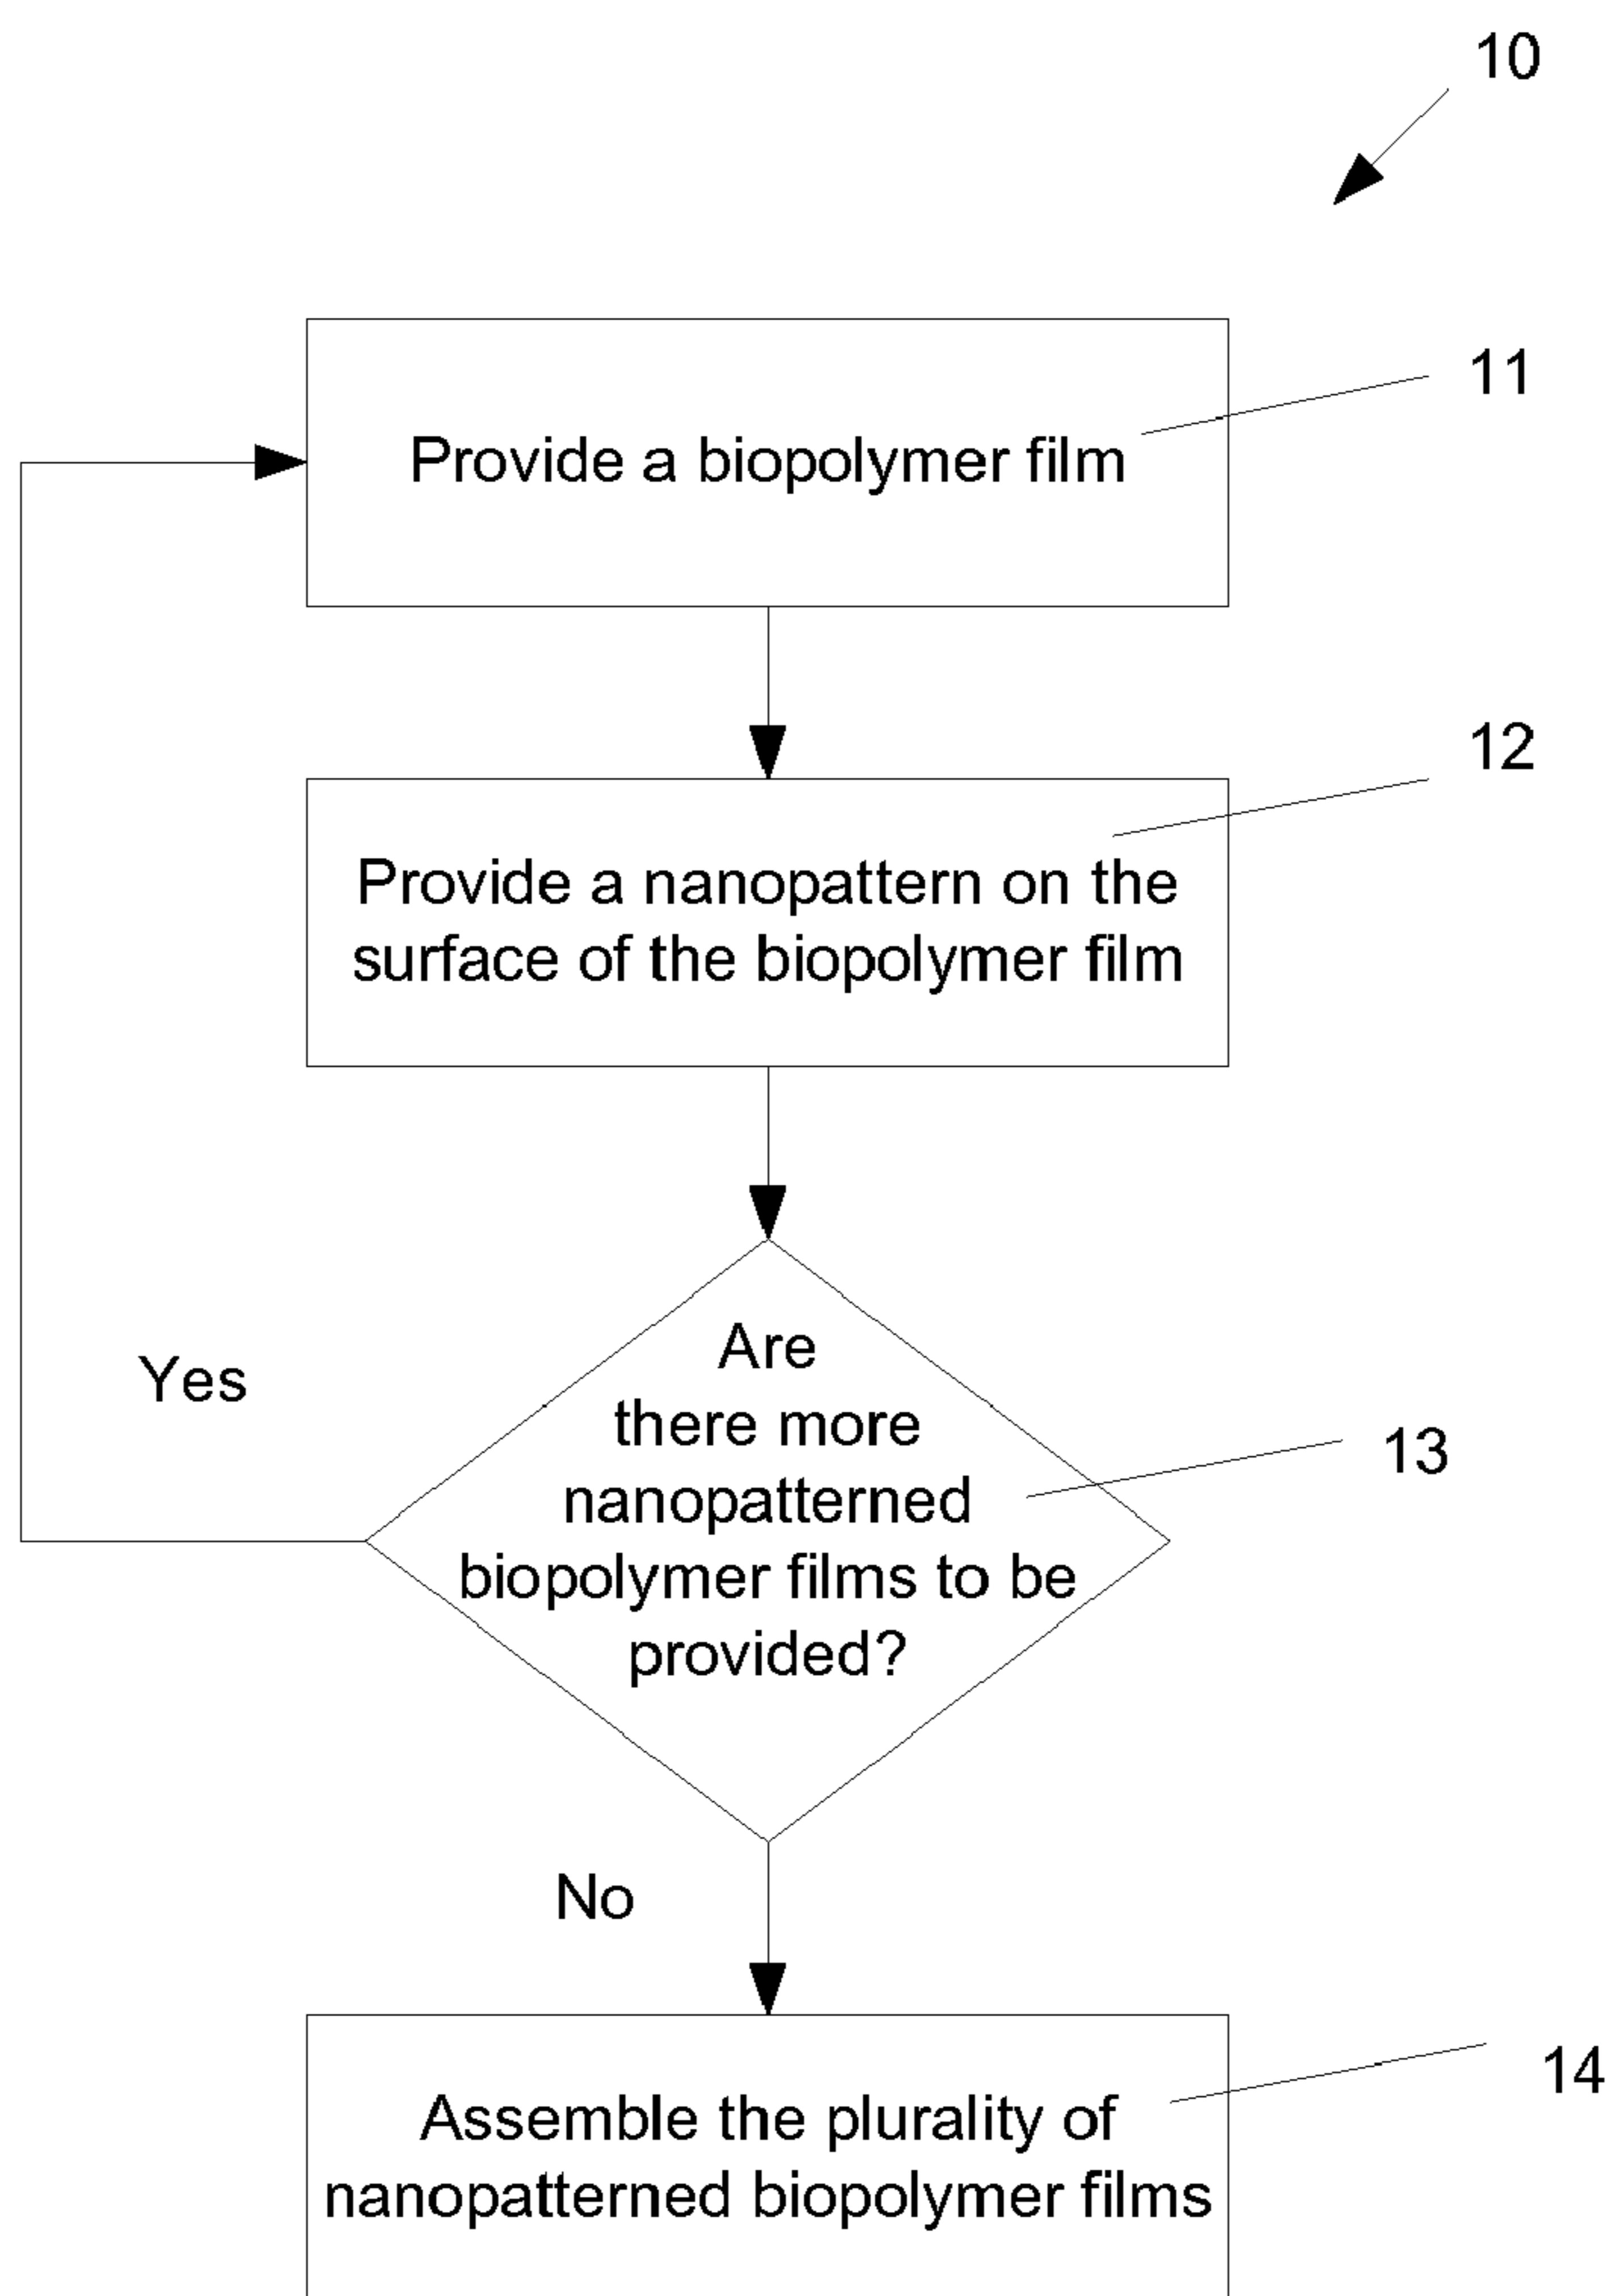 10
11
Provide a biopolymer film
12
Provide a nanopattern on the
surface of the biopolymer film
Are
there more
nanopatterned
biopolymer films to be
provided?
Yes
13
No
14
Assemble the plurality of
nanopatterned biopolymer films